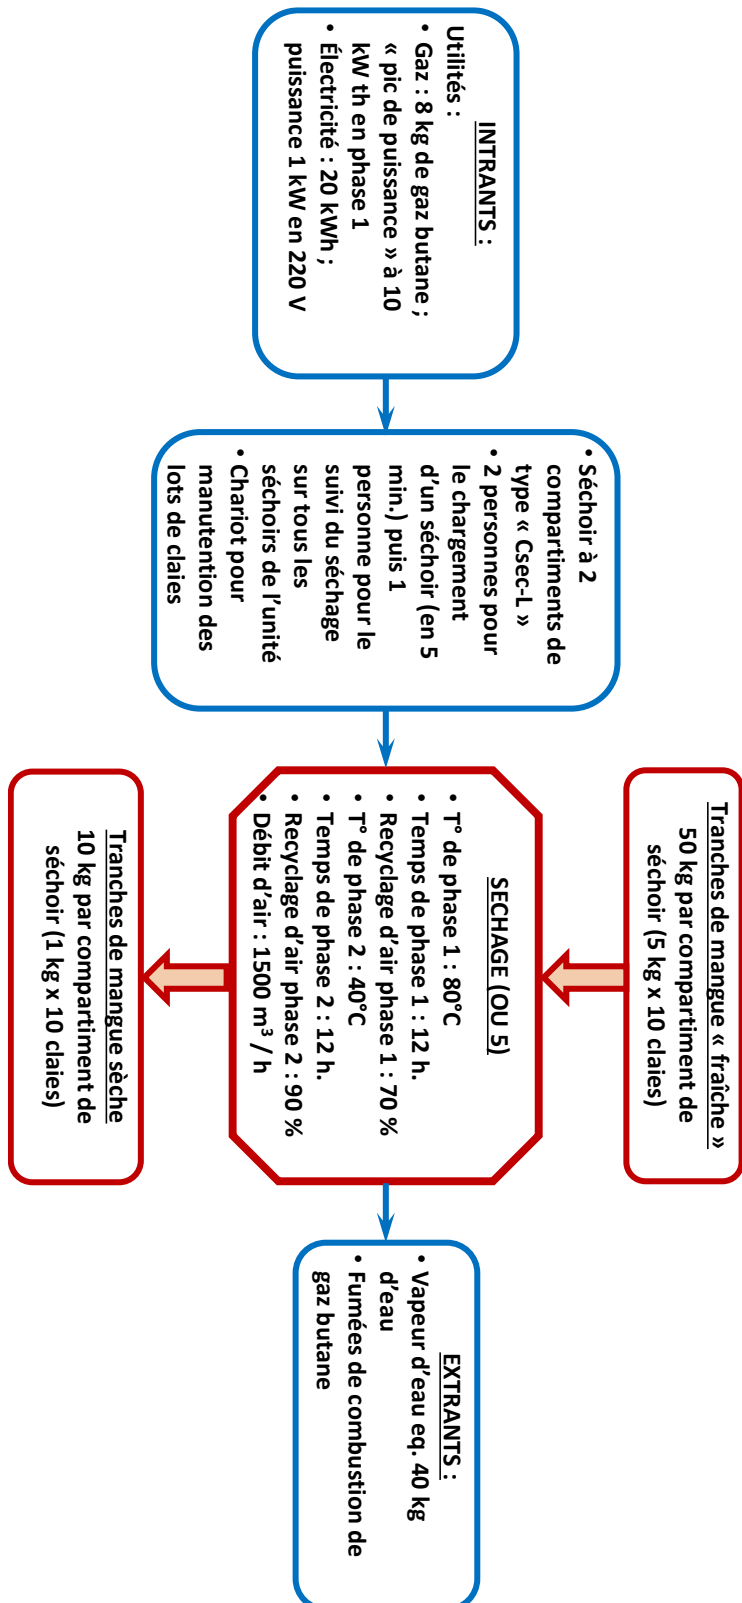 INTRANTS :
Utilités :
• Gaz : 8 kg de gaz butane ;
« pic de puissance » à 10
kW th en phase 1
• Électricité : 20 kWh ;
puissance 1 kW en 220 V
• Séchoir à 2
compartiments de
type « Csec-L »
• 2 personnes pour
le chargement
d’un séchoir (en 5
min.) puis 1
personne pour le
suivi du séchage
sur tous les
séchoirs de l’unité
• Chariot pour
manutention des
lots de claies
Tranches de mangue « fraîche »
50 kg par compartiment de
séchoir (5 kg x 10 claies)
SECHAGE (OU 5)
• T° de phase 1 : 80°C
• Temps de phase 1 : 12 h.
• Recyclage d’air phase 1 : 70 %
• T° de phase 2 : 40°C
• Temps de phase 2 : 12 h.
• Recyclage d’air phase 2 : 90 %
• Débit d’air : 1500 m³ / h
Tranches de mangue sèche
10 kg par compartiment de
séchoir (1 kg x 10 claies)
EXTRANTS :
• Vapeur d’eau eq. 40 kg
d’eau
• Fumées de combustion de
gaz butane